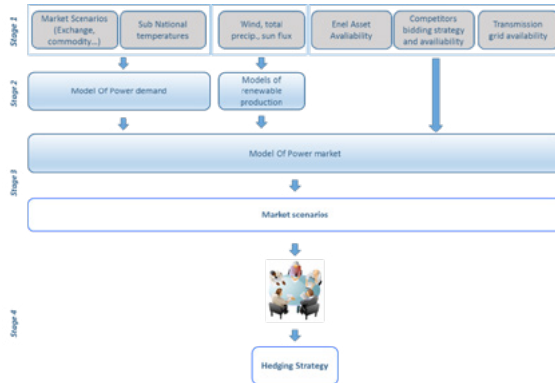 Stage 1
Market Scenarios
(Exchange,
commodity...)
Sub National
temperatures
Wind, total
precip., sun flux
Enel Asset
Avaliability
Competitors
bidding strategy
and availiability
Transmission
grid availability
Stage 2
Model Of Power demand
Models of
renewable
production
Stage 3
Model Of Power market
Market scenarios
Stage 4
Hedging Strategy